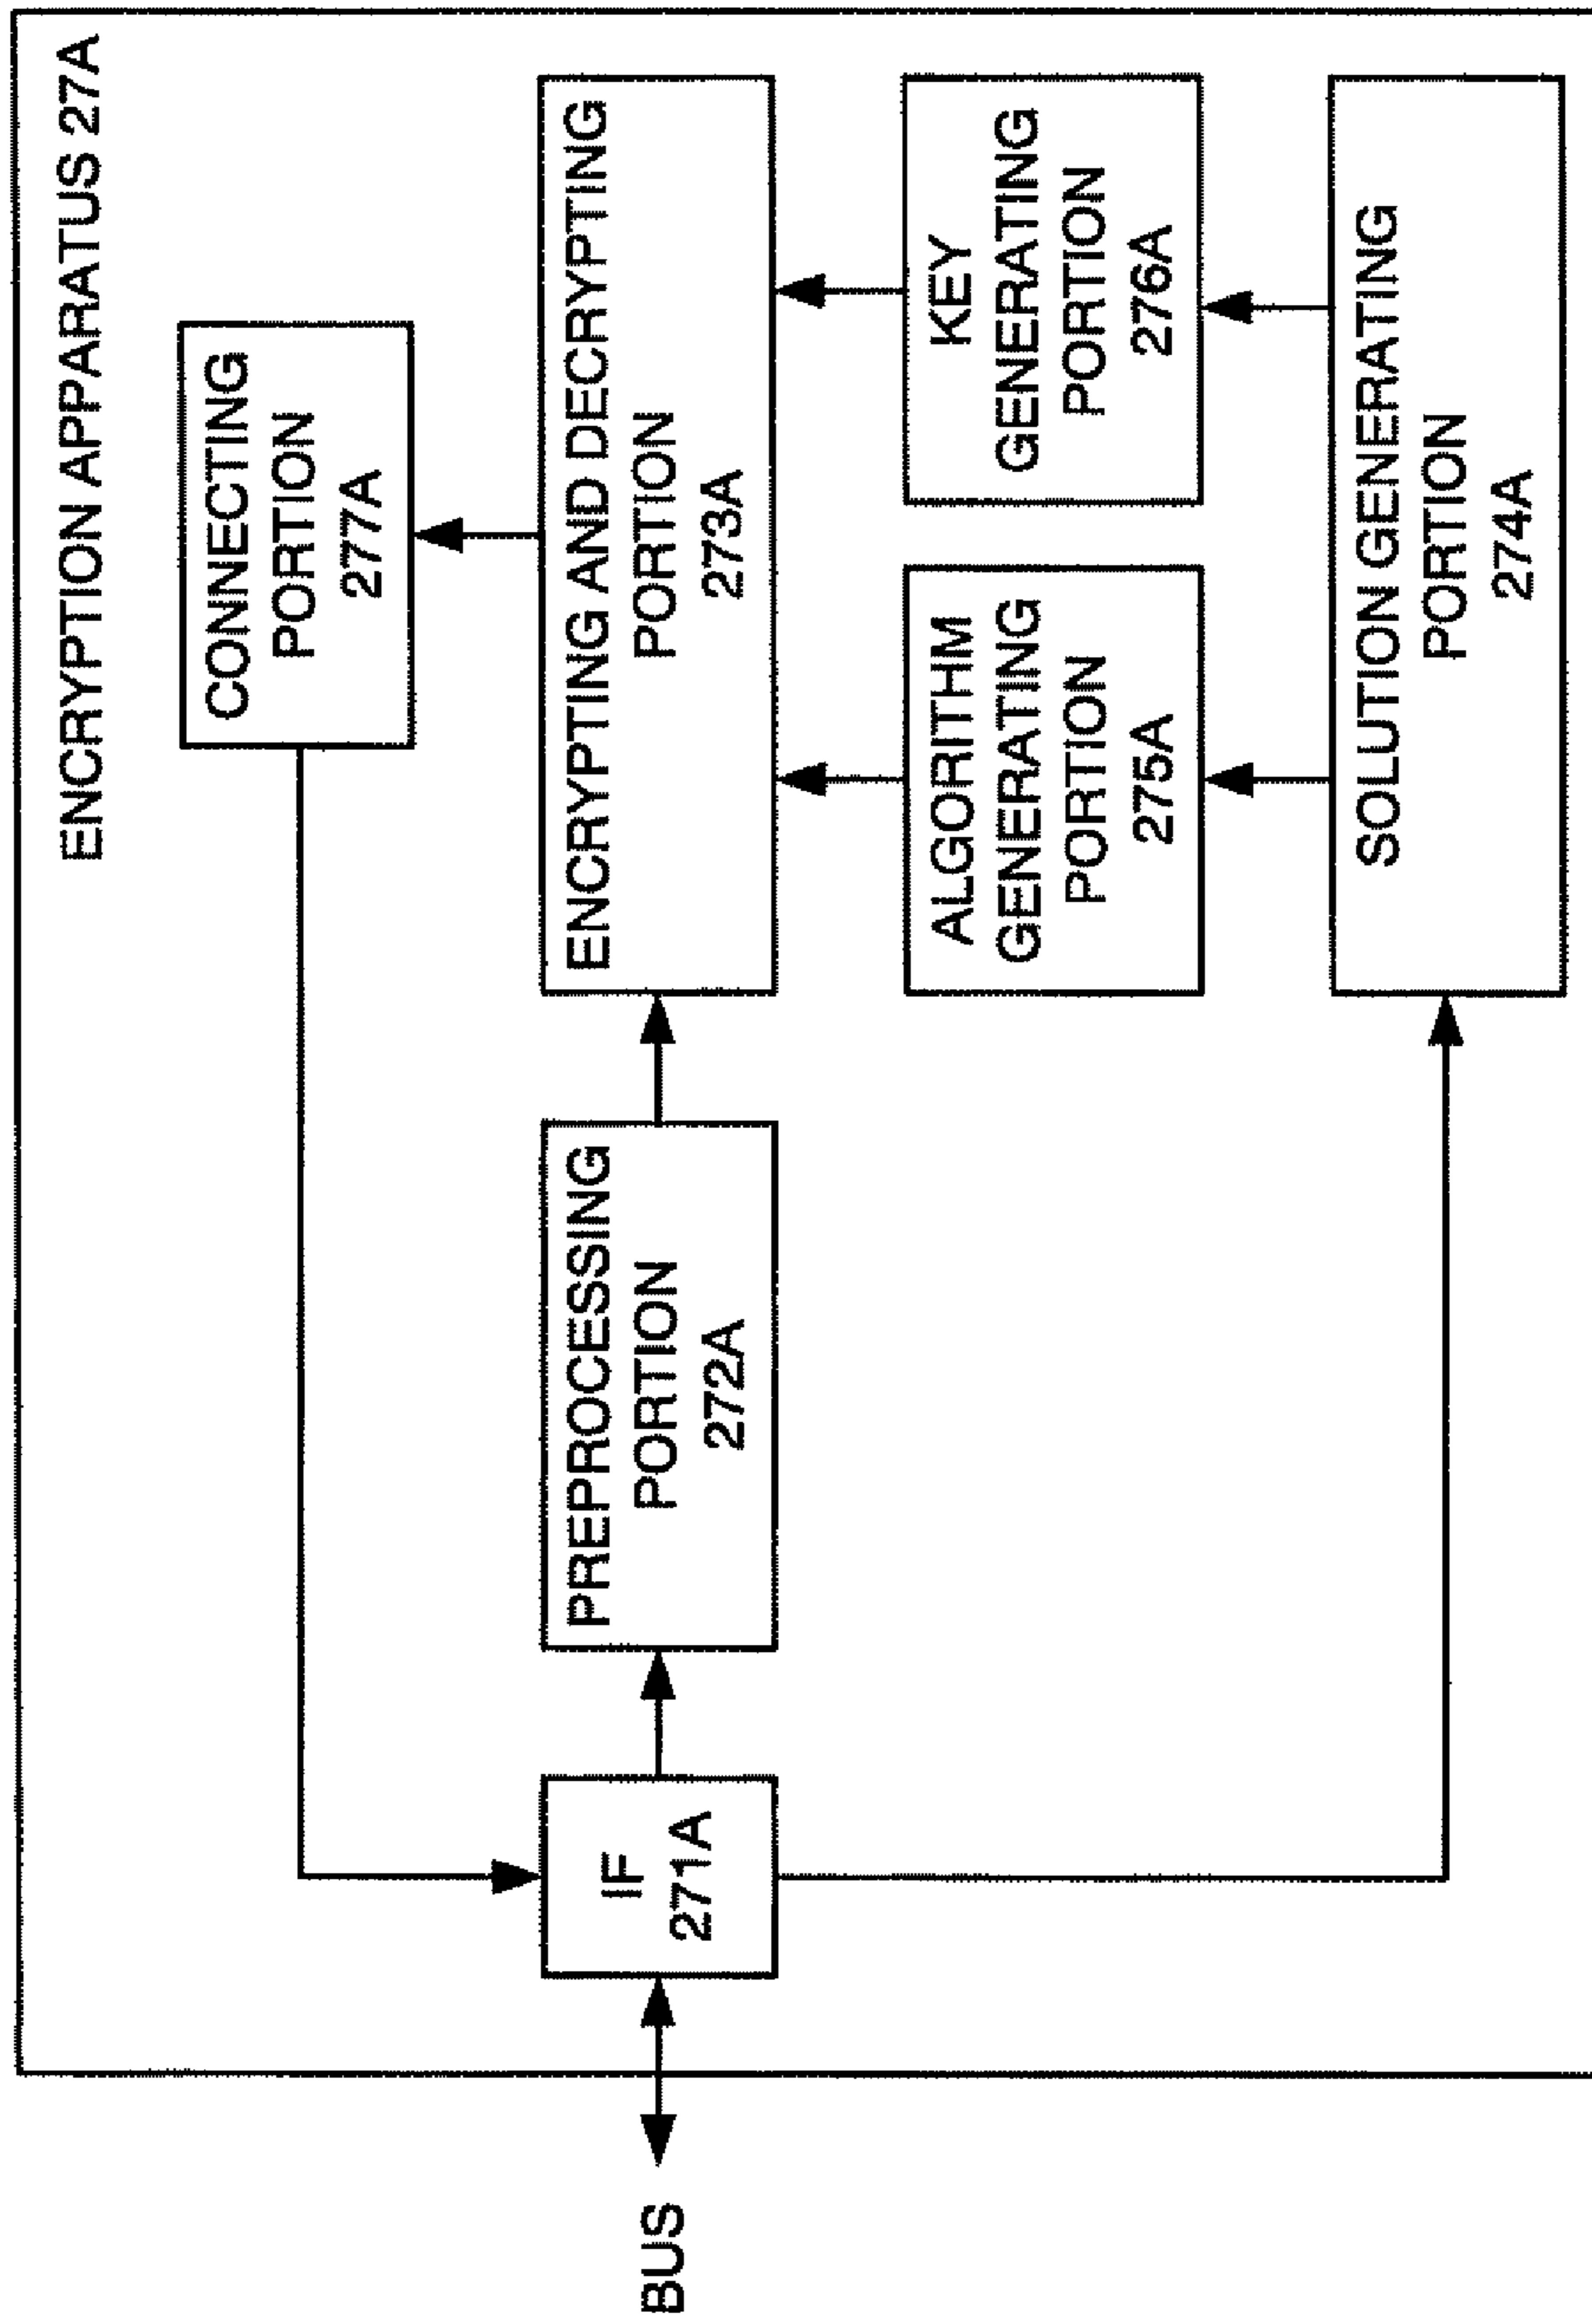 ENCRYPTION APPARATUS 27A
CONNECTING
PORTION
277A
BUS
IF
271A
PREPROCESSING
PORTION
272A
ENCRYPTING AND DECRYPTING
PORTION
273A
ALGORITHM
GENERATING
PORTION
275A
KEY
GENERATING
PORTION
276A
SOLUTION GENERATING
PORTION
274A